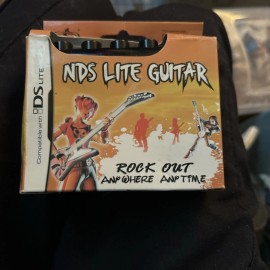 NDS LITE GUITAR
Compatible with DS LITE
ROCK OUT
ANYWHERE ANYTIME